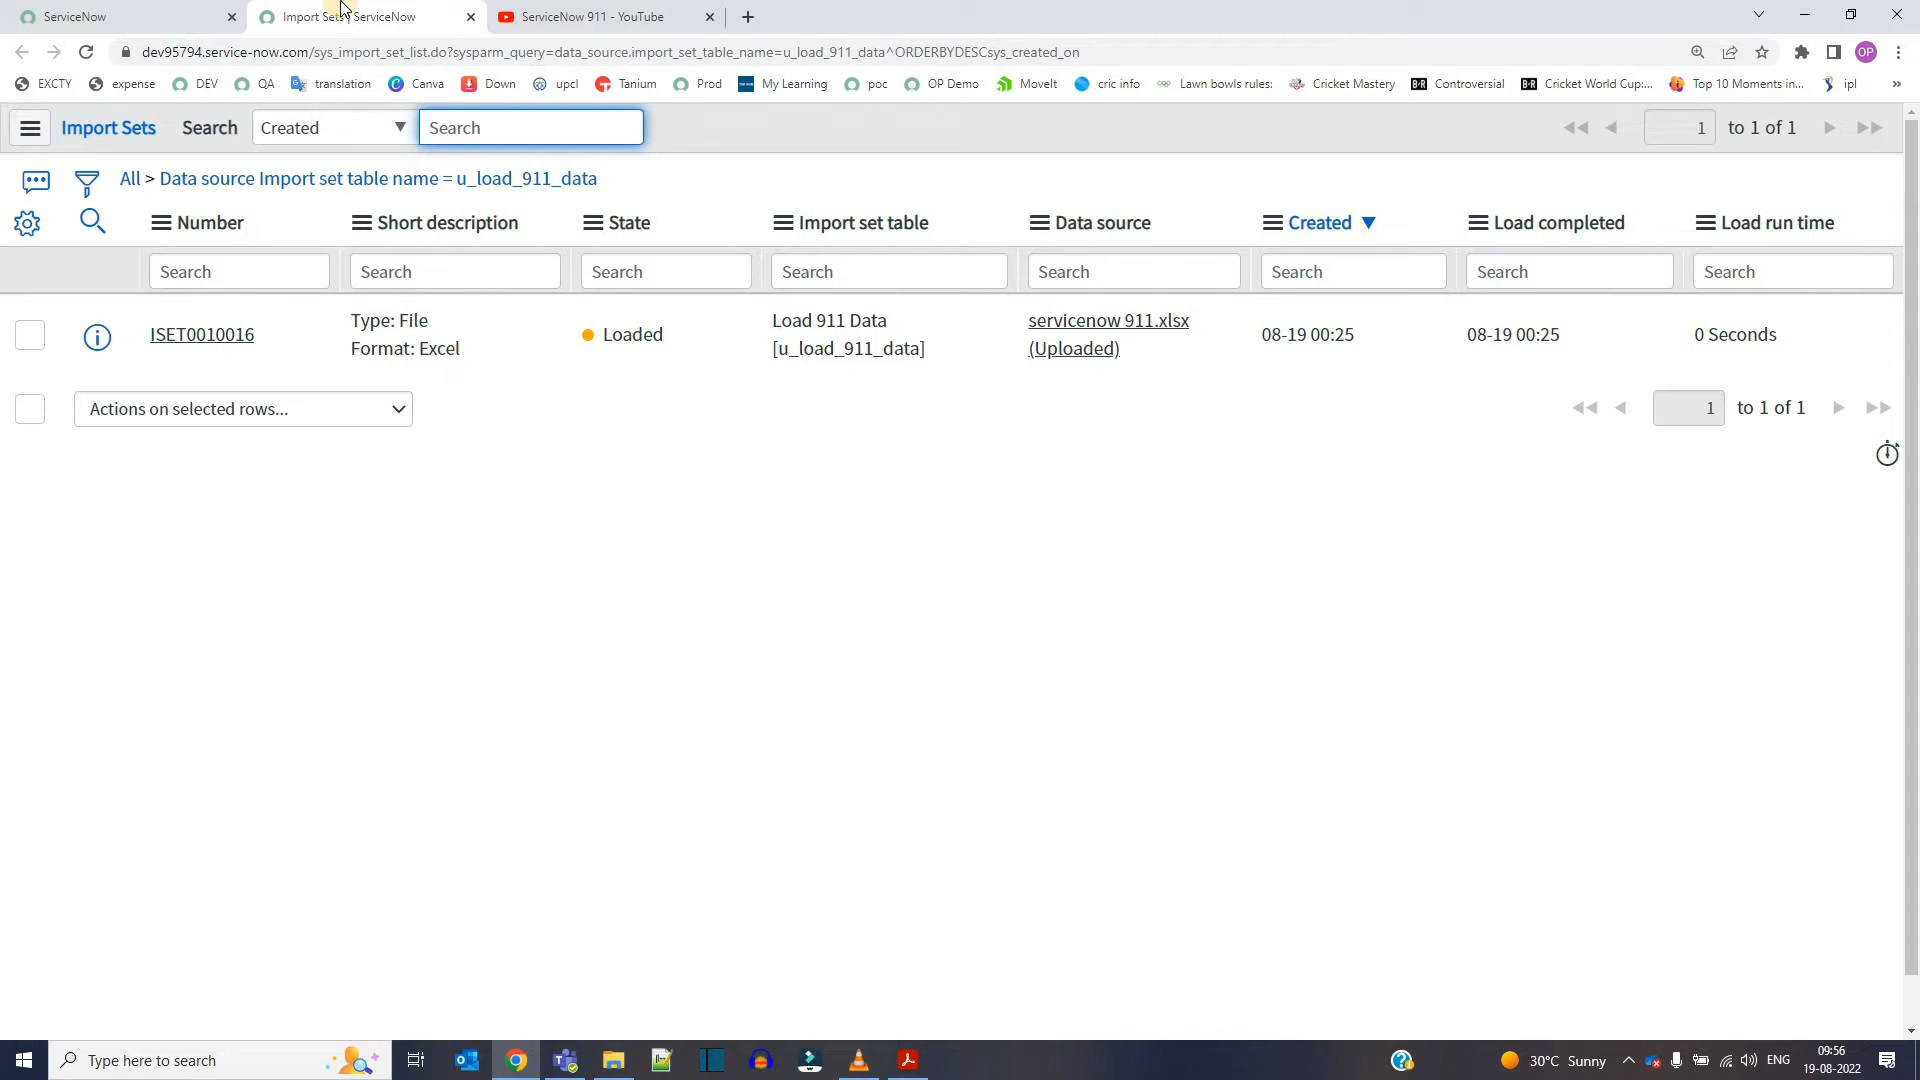 ServiceNow
Import Sets | ServiceNow
ServiceNow 911 - YouTube
dev95794.service-now.com/sys_import_set_list.do?sysparm_query=data_source.import_set_table_name=u_load_911_data^ORDERBYDESCsys_created_on
OP
EXCTY expense DEV QA translation Canva Down upcl Tanium Prod My Learning poc OP Demo MoveIt cric info Lawn bowls rules: Cricket Mastery B/R Controversial B/R Cricket World Cup:... Top 10 Moments in... ipl »
Import Sets Search Created Search 1 to 1 of 1
All > Data source Import set table name = u_load_911_data
Number Short description State Import set table Data source Created Load completed Load run time
Search Search Search Search Search Search Search Search
ISET0010016 Type: File Format: Excel Loaded Load 911 Data [u_load_911_data] servicenow 911.xlsx (Uploaded) 08-19 00:25 08-19 00:25 0 Seconds
Actions on selected rows... 1 to 1 of 1
Type here to search
30°C Sunny
ENG
09:56
19-08-2022